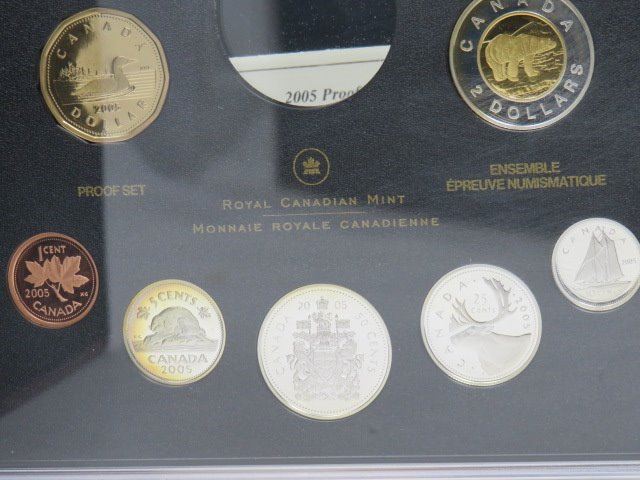 CANADA
2005
DOLLAR
2005 Proof
CANADA
2 DOLLARS
PROOF SET
ROYAL CANADIAN MINT
MONNAIE ROYALE CANADIENNE
ENSEMBLE
ÉPREUVE NUMISMATIQUE
1 CENT
2005
CANADA
5 CENTS
CANADA
2005
2005
CANADA
50 CENTS
25
CENTS
CANADA
2005
CANADA
2005